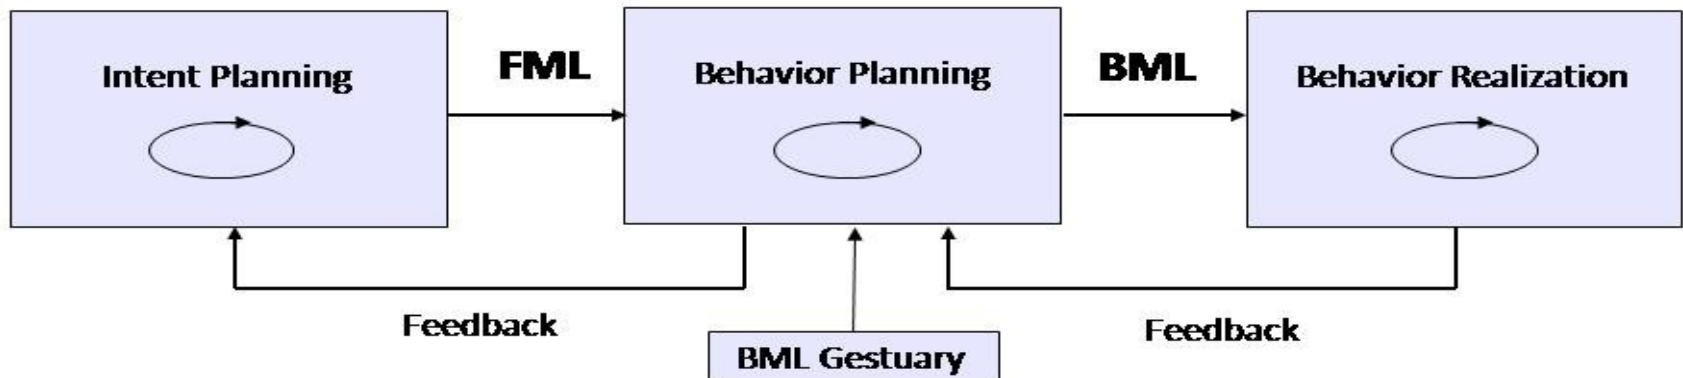 Intent Planning
FML
Behavior Planning
BML
Behavior Realization
Feedback
BML Gestuary
Feedback